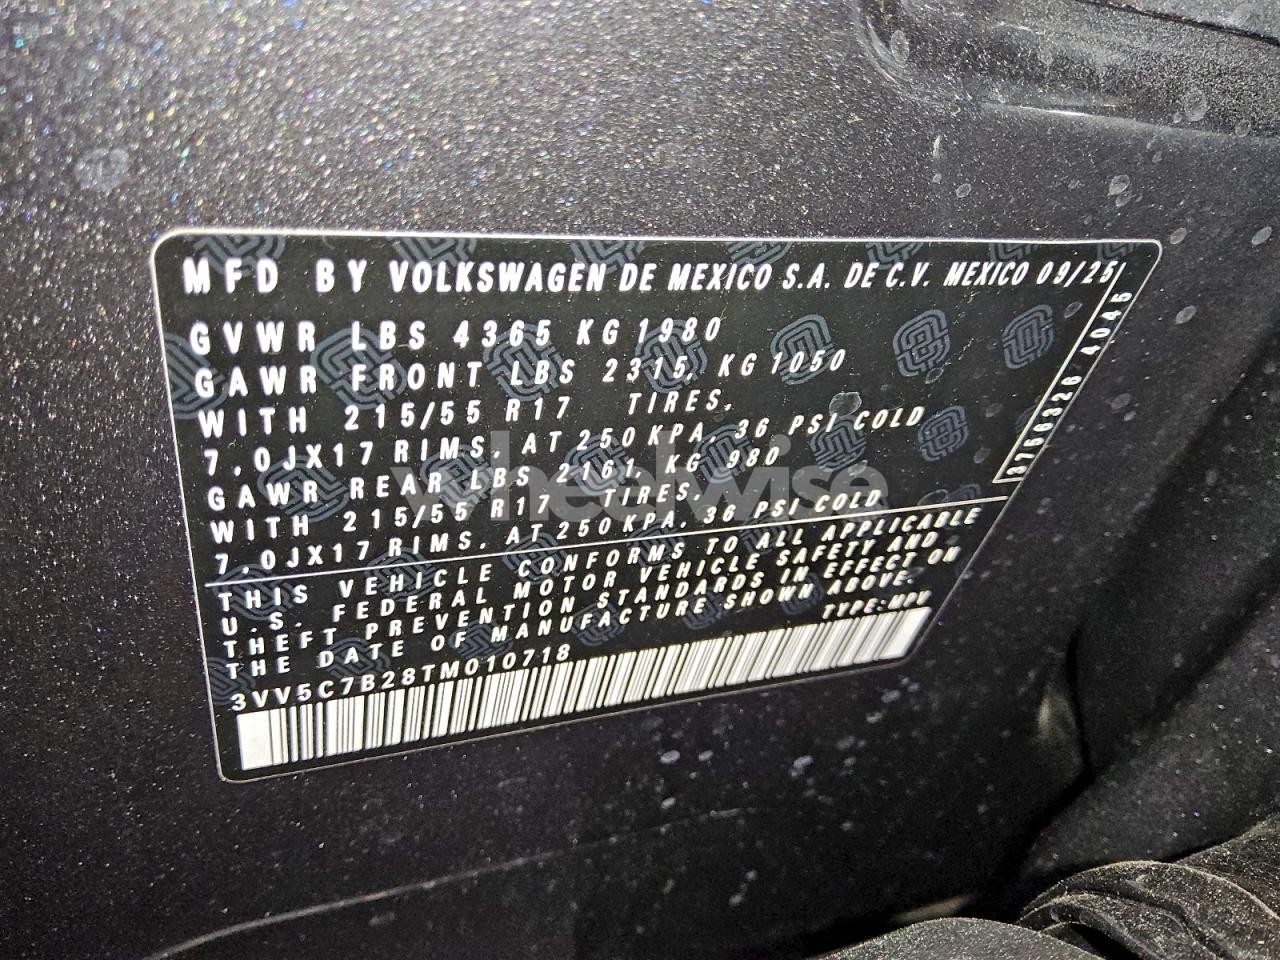 MFD BY VOLKSWAGEN DE MEXICO S.A. DE C.V. MEXICO 09/25
GVWR LBS 4365 KG 1980
GAWR FRONT LBS 2315, KG 1050
WITH 215/55 R17 TIRES,
7,0JX17 RIMS, AT 250 KPA, 36 PSI COLD
GAWR REAR LBS 2161, KG 980
WITH 215/55 R17 TIRES,
7,0JX17 RIMS, AT 250 KPA, 36 PSI COLD
THIS VEHICLE CONFORMS TO ALL APPLICABLE
U.S. FEDERAL MOTOR VEHICLE SAFETY AND
THEFT PREVENTION STANDARDS IN EFFECT ON
THE DATE OF MANUFACTURE SHOWN ABOVE.
TYPE:MPV
3VV5C7B28TM010718
wheelwise